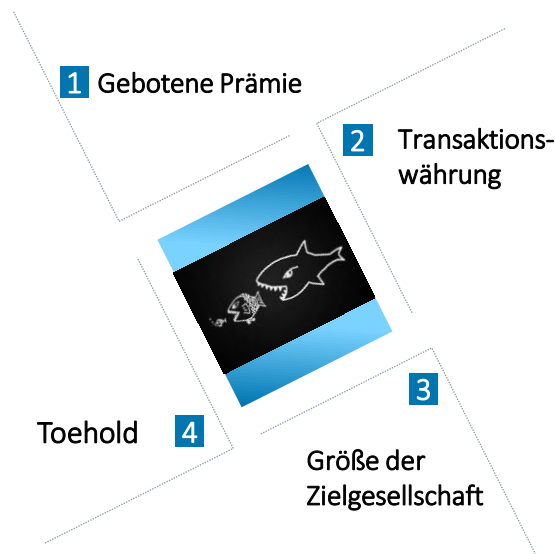 1 Gebotene Prämie
2 Transaktions-
währung
3
Größe der
Zielgesellschaft
Toehold 4